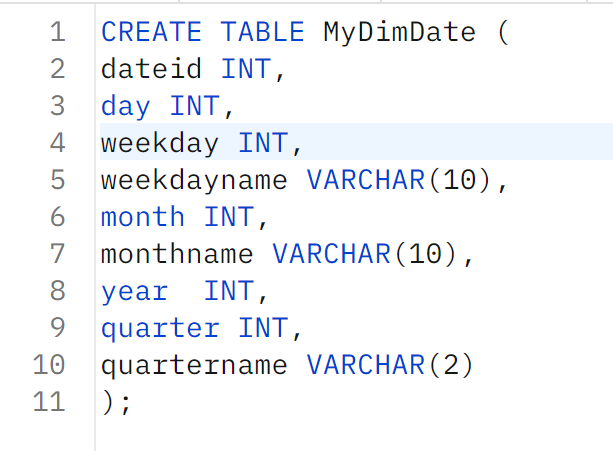 1 CREATE TABLE MyDimDate (
2 dateid INT,
3 day INT,
4 weekday INT,
5 weekdayname VARCHAR(10),
6 month INT,
7 monthname VARCHAR(10),
8 year  INT,
9 quarter INT,
10 quartername VARCHAR(2)
11 );